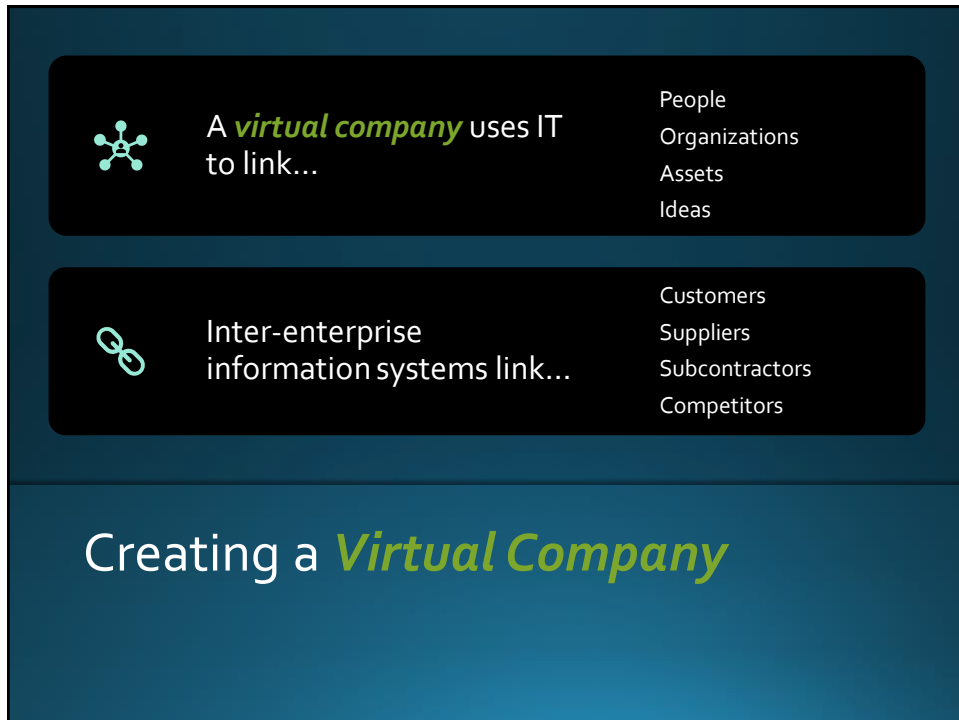 A virtual company uses IT
to link...
People
Organizations
Assets
Ideas
Inter-enterprise
information systems link...
Customers
Suppliers
Subcontractors
Competitors
Creating a Virtual Company